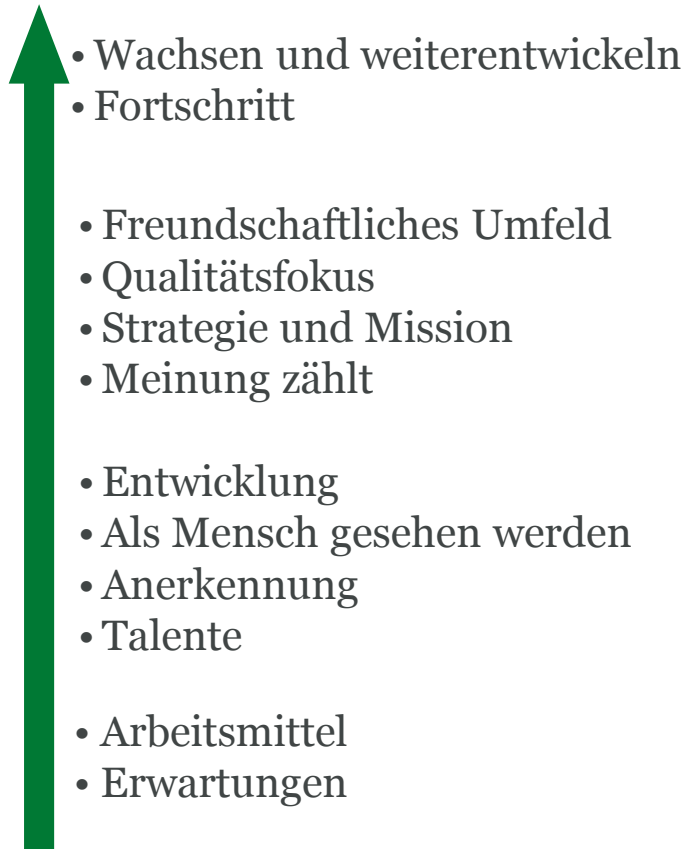 • Wachsen und weiterentwickeln
• Fortschritt
• Freundschaftliches Umfeld
• Qualitätsfokus
• Strategie und Mission
• Meinung zählt
• Entwicklung
• Als Mensch gesehen werden
• Anerkennung
• Talente
• Arbeitsmittel
• Erwartungen